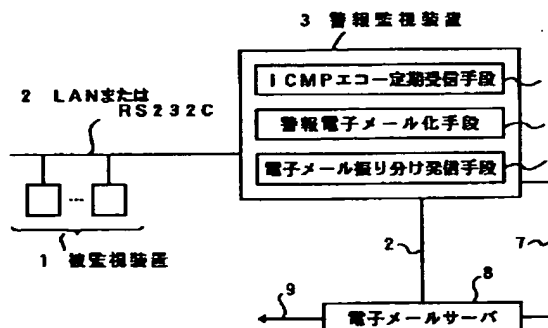 3 警報監視装置
ICMPエコー定期受信手段
警報電子メール化手段
電子メール振り分け発信手段
2 LANまたは
RS232C
1 被監視装置
2
7
8
9
電子メールサーバ